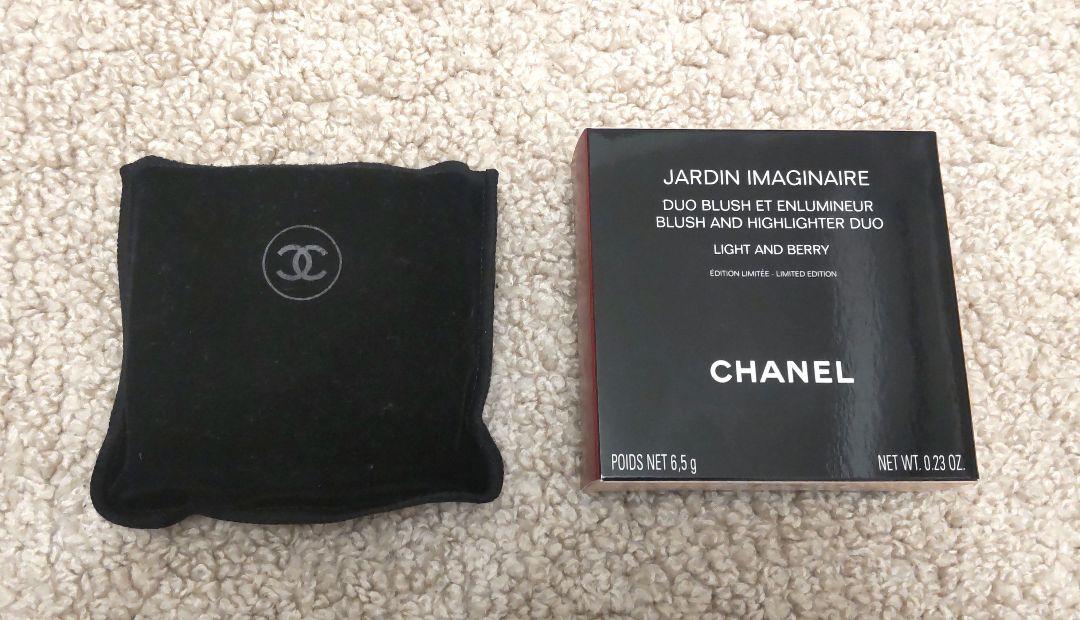 JARDIN IMAGINAIRE
DUO BLUSH ET ENLUMINEUR
BLUSH AND HIGHLIGHTER DUO
LIGHT AND BERRY
ÉDITION LIMITÉE - LIMITED EDITION
CHANEL
POIDS NET 6,5 g
NET WT. 0.23 OZ.